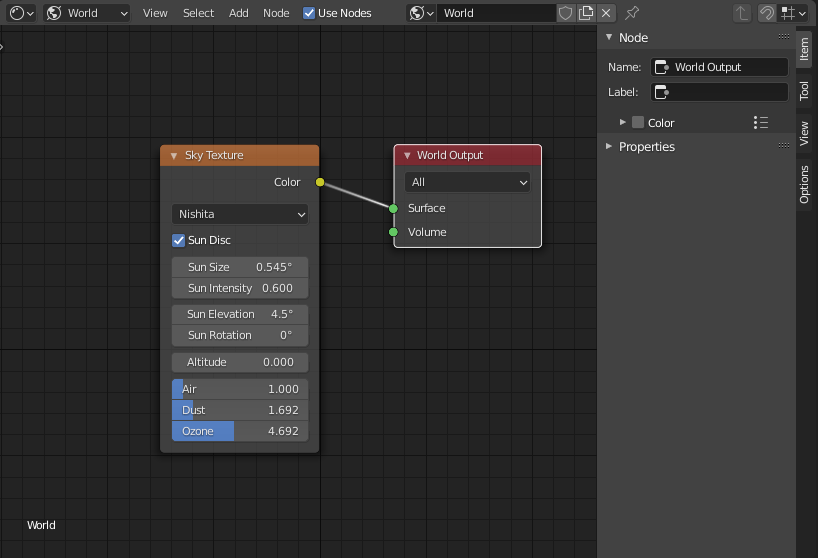 World View Select Add Node Use Nodes World
Node
Name: World Output
Label:
Color
Properties
Item
Tool
View
Options
Sky Texture
Color
Nishita
Sun Disc
Sun Size 0.545°
Sun Intensity 0.600
Sun Elevation 4.5°
Sun Rotation 0°
Altitude 0.000
Air 1.000
Dust 1.692
Ozone 4.692
World Output
All
Surface
Volume
World